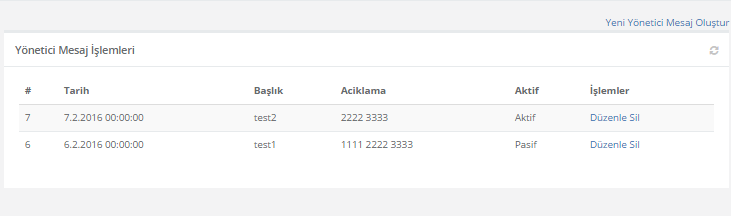 Yeni Yönetici Mesaj Oluştur
Yönetici Mesaj İşlemleri
# Tarih Başlık Aciklama Aktif İşlemler
7 7.2.2016 00:00:00 test2 2222 3333 Aktif Düzenle Sil
6 6.2.2016 00:00:00 test1 1111 2222 3333 Pasif Düzenle Sil